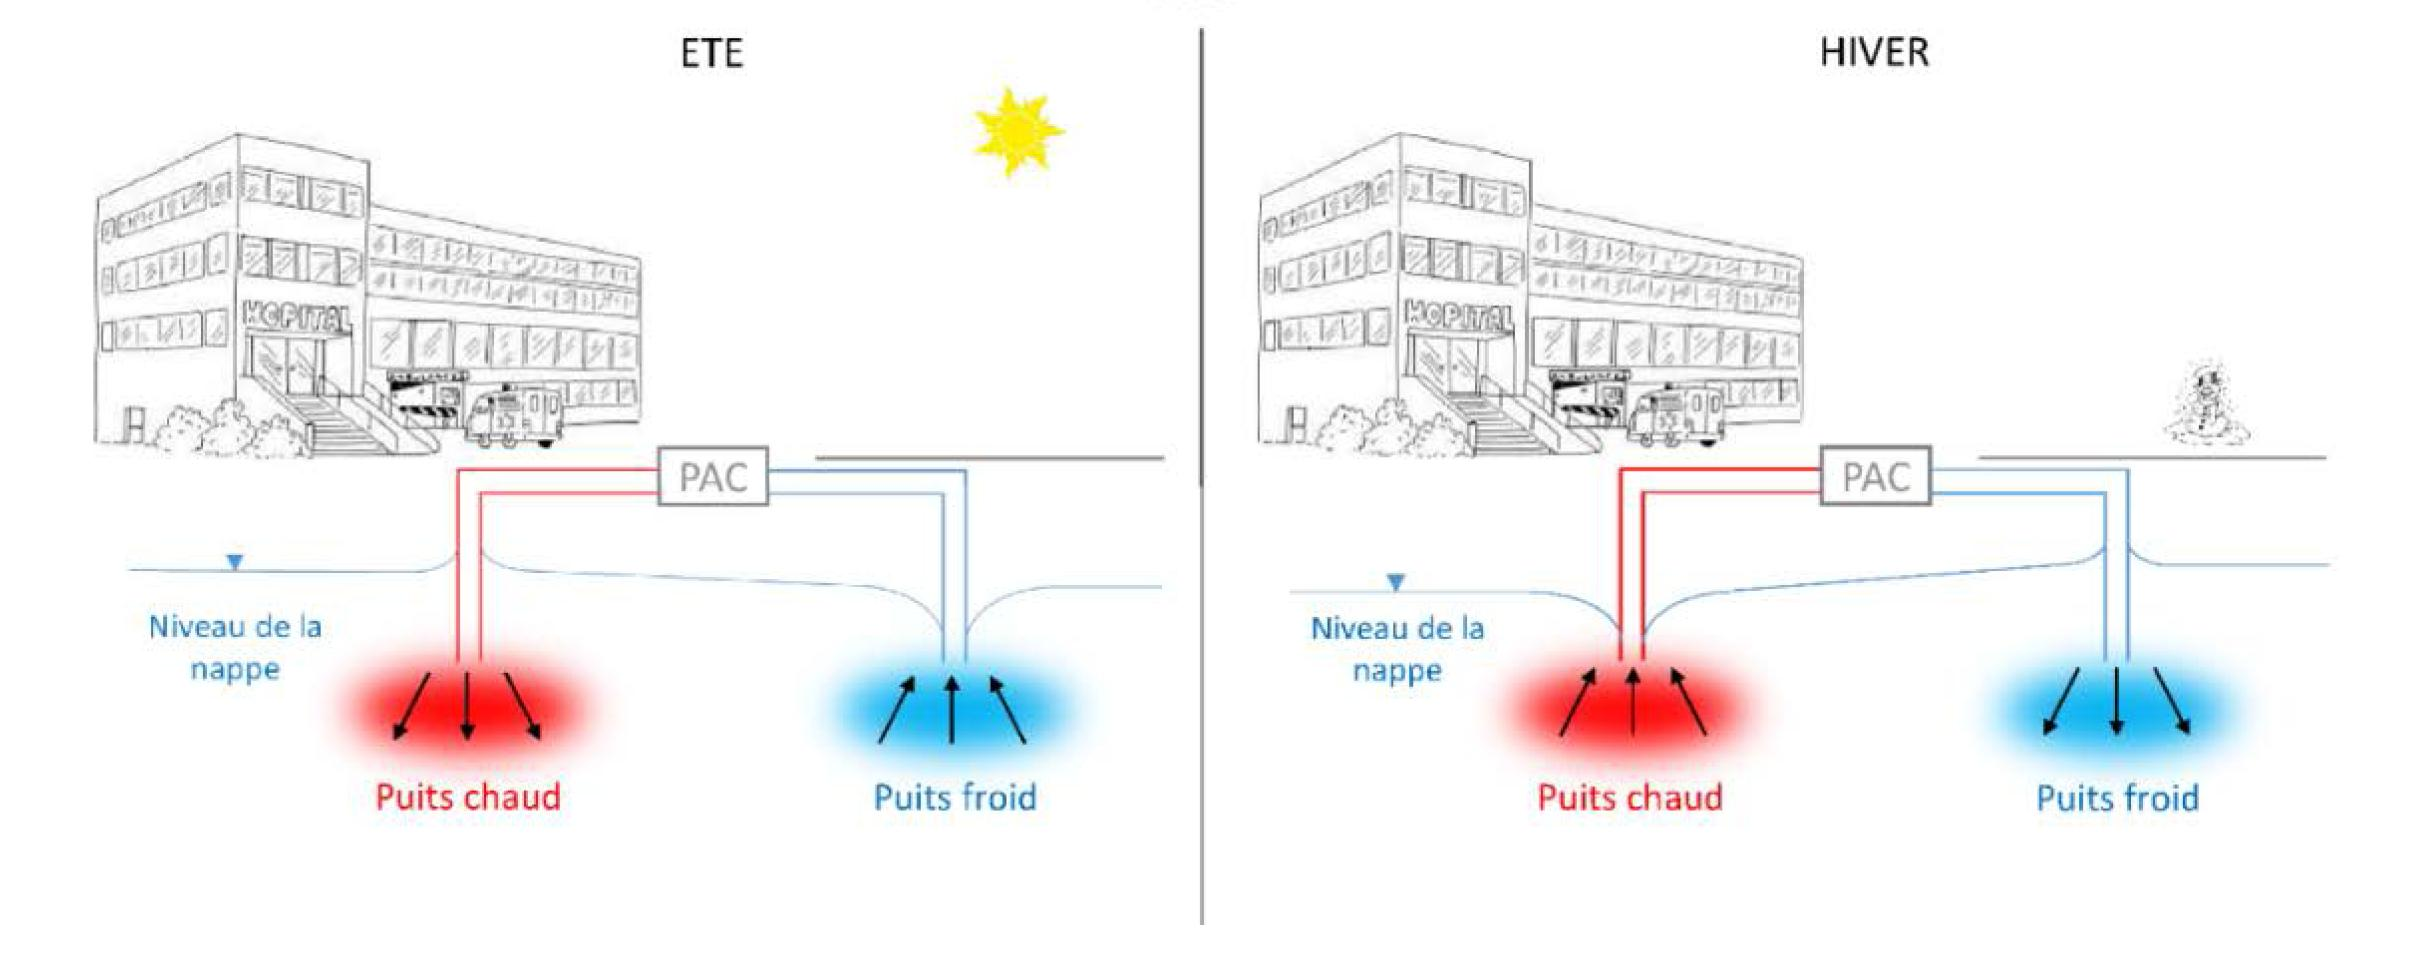 ETE
HOPITAL
PAC
Niveau de la
nappe
Puits chaud
Puits froid
HIVER
HOPITAL
PAC
Niveau de la
nappe
Puits chaud
Puits froid